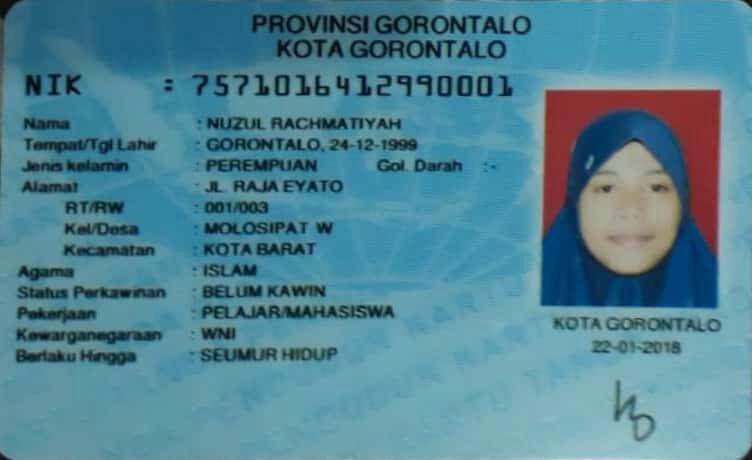 PROVINSI GORONTALO
KOTA GORONTALO
NIK : 7571016412990001
Nama : NUZUL RACHMATIYAH
Tempat/Tgl Lahir : GORONTALO, 24-12-1999
Jenis kelamin : PEREMPUAN Gol. Darah :-
Alamat : JL. RAJA EYATO
RT/RW : 001/003
Kel/Desa : MOLOSIPAT W
Kecamatan : KOTA BARAT
Agama : ISLAM
Status Perkawinan : BELUM KAWIN
Pekerjaan : PELAJAR/MAHASISWA
Kewarganegaraan : WNI
Berlaku Hingga : SEUMUR HIDUP
KOTA GORONTALO
22-01-2018